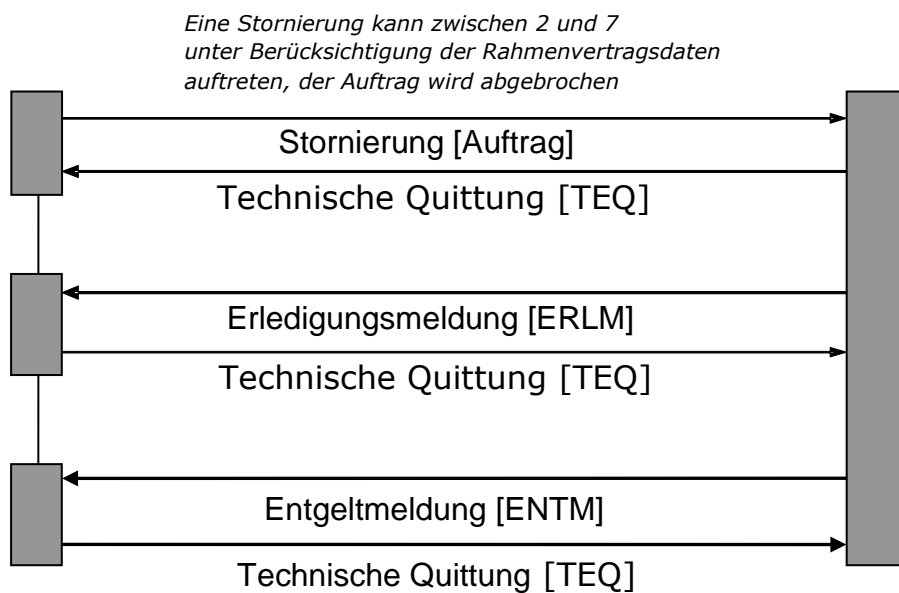 Eine Stornierung kann zwischen 2 und 7
unter Berücksichtigung der Rahmenvertragsdaten
auftreten, der Auftrag wird abgebrochen
Stornierung [Auftrag]
Technische Quittung [TEQ]
Erledigungsmeldung [ERLM]
Technische Quittung [TEQ]
Entgeltmeldung [ENTM]
Technische Quittung [TEQ]